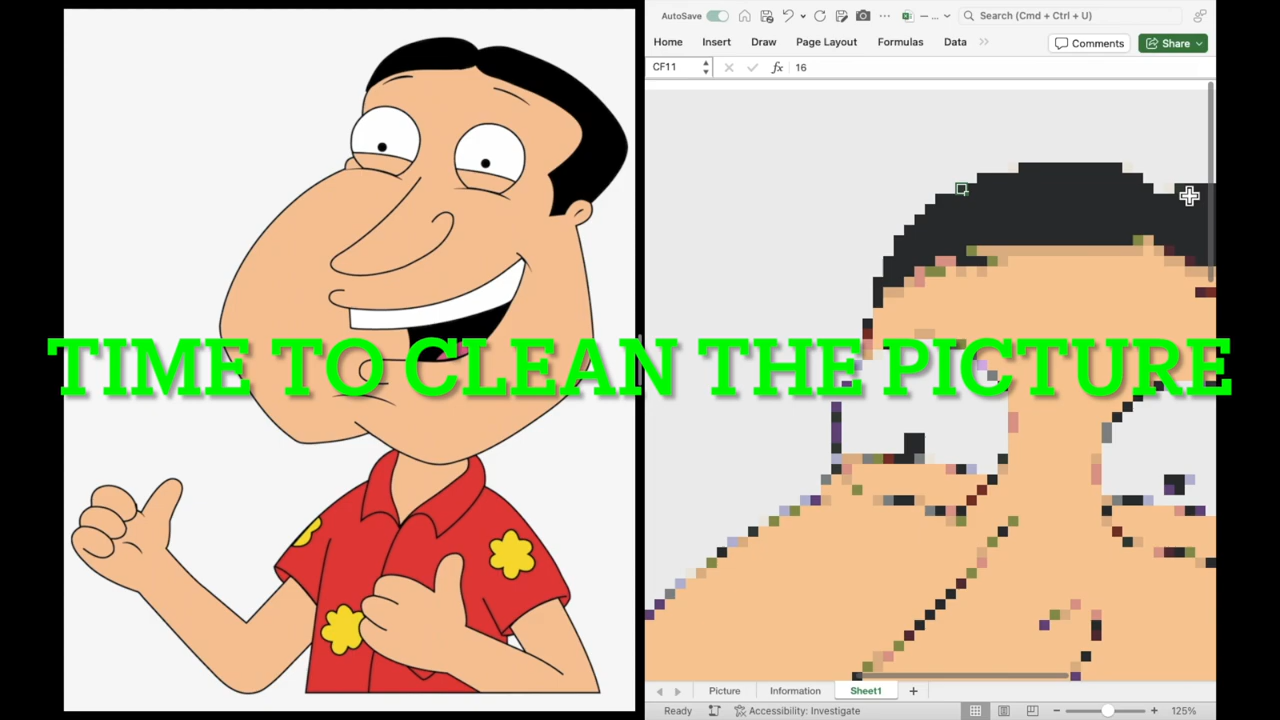 AutoSave
Search (Cmd + Ctrl + U)
Home Insert Draw Page Layout Formulas Data Comments Share
CF11 fx 16
TIME TO CLEAN THE PICTURE
Picture Information Sheet1
Ready Accessibility: Investigate 125%